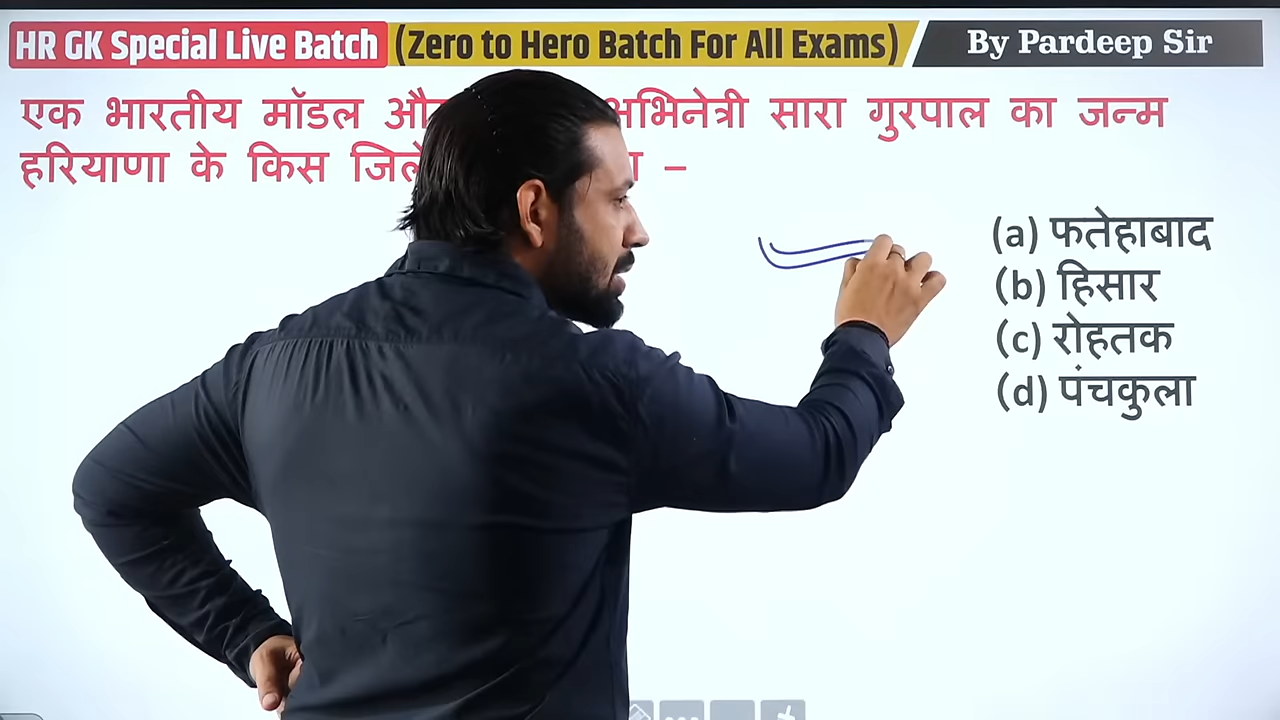 HR GK Special Live Batch (Zero to Hero Batch For All Exams) By Pardeep Sir
एक भारतीय मॉडल अभिनेत्री सारा गुरपाल का जन्म
हरियाणा के किस –
(a) फतेहाबाद
(b) हिसार
(c) रोहतक
(d) पंचकुला